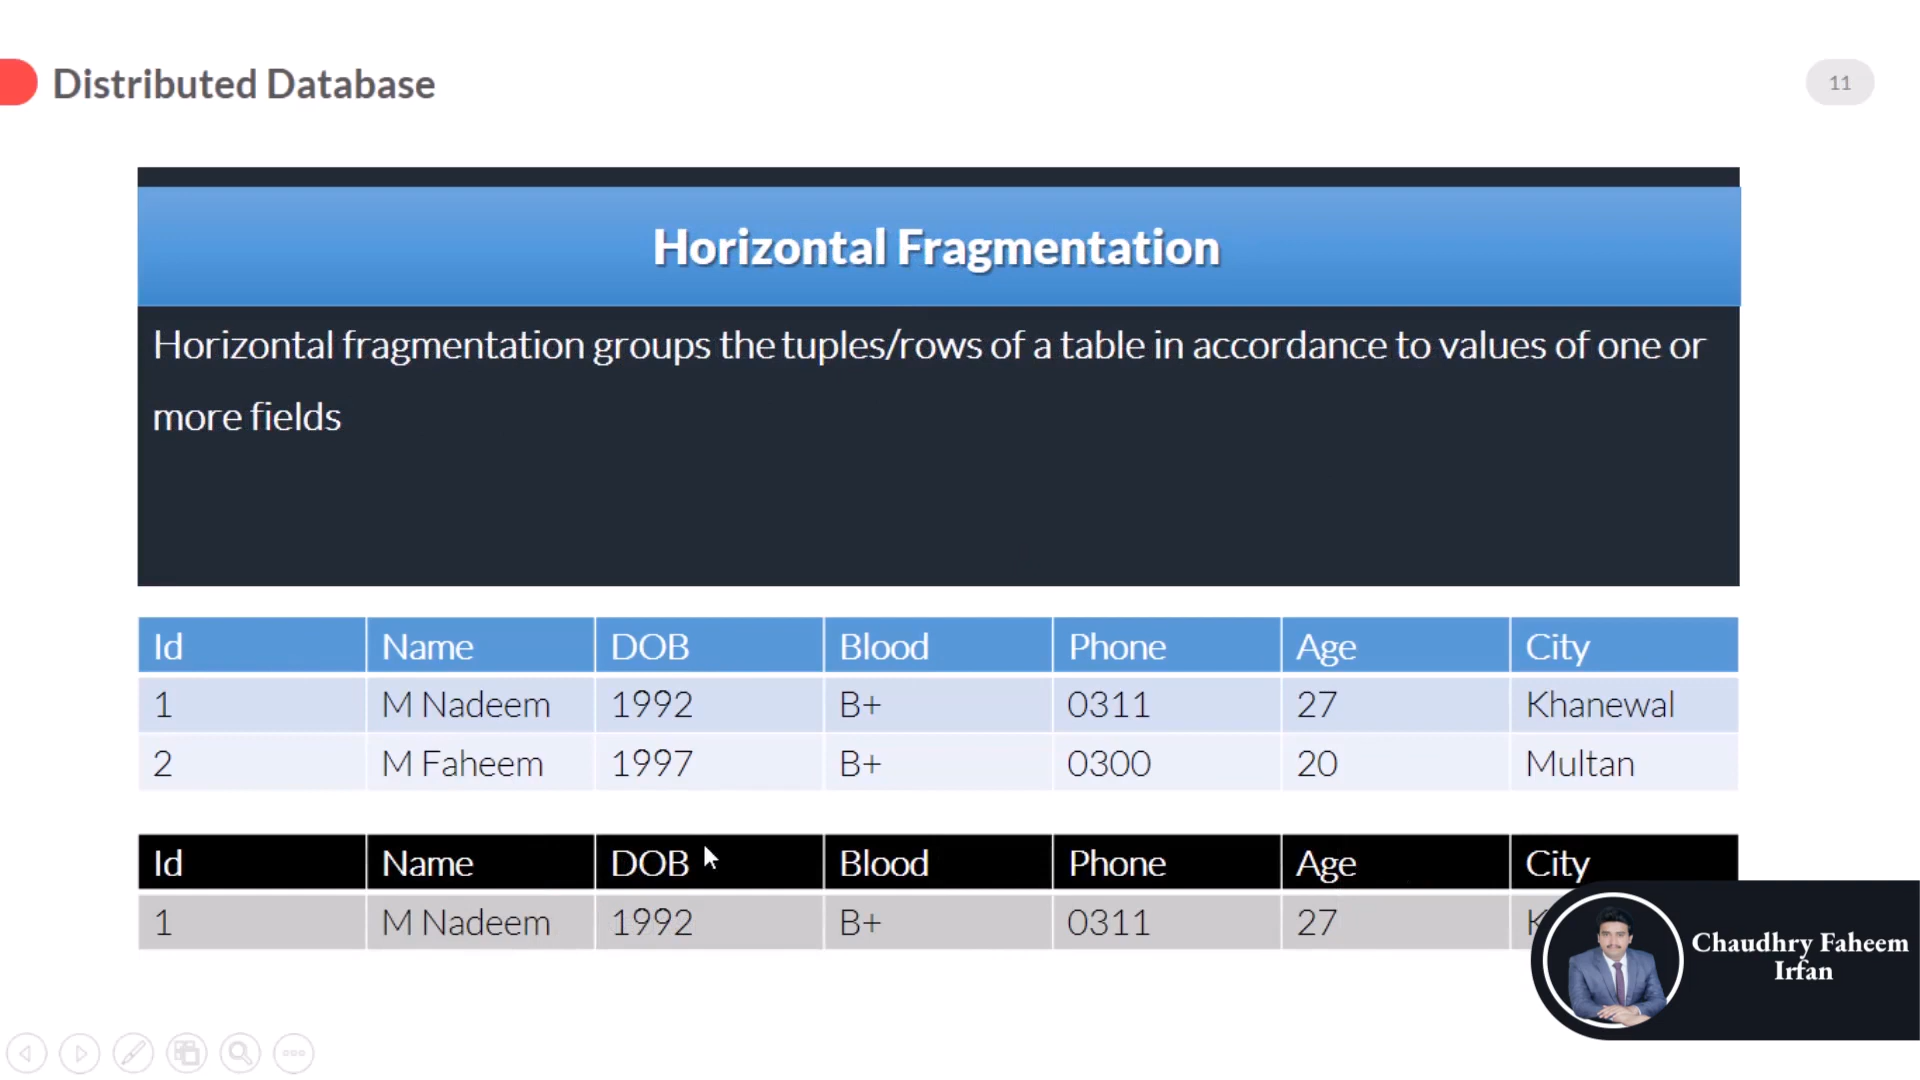 Distributed Database
11
Horizontal Fragmentation
Horizontal fragmentation groups the tuples/rows of a table in accordance to values of one or
more fields
Id Name DOB Blood Phone Age City
1 M Nadeem 1992 B+ 0311 27 Khanewal
2 M Faheem 1997 B+ 0300 20 Multan
Id Name DOB Blood Phone Age City
1 M Nadeem 1992 B+ 0311 27
Chaudhry Faheem
Irfan